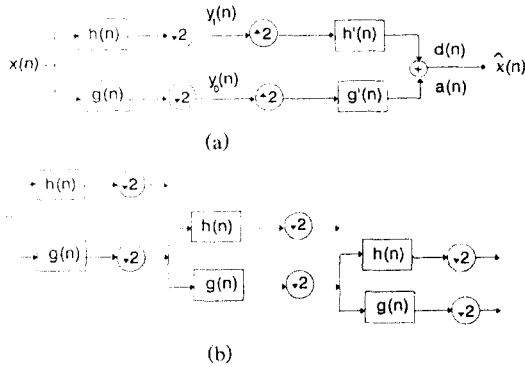 h(n) ▾2 y₁(n) ▴2 h'(n)
x(n) d(n) + x̂(n)
a(n)
g(n) ▾2 y₀(n) ▴2 g'(n)
(a)
h(n) ▾2
h(n) ▾2
g(n) ▾2 h(n) ▾2
g(n) ▾2
g(n) ▾2
(b)